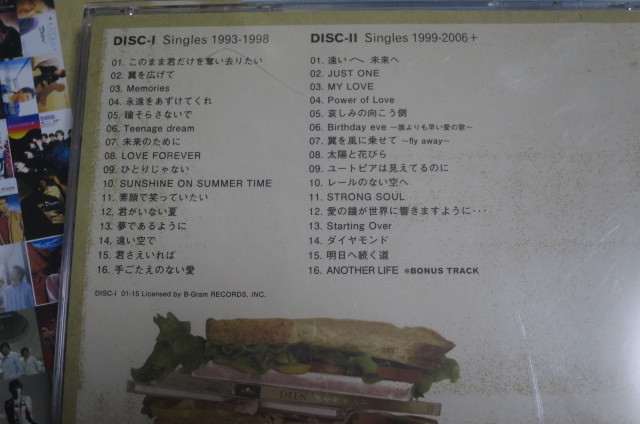 DISC-I Singles 1993-1998
01. このまま君だけを奪い去りたい
02. 翼を広げて
03. Memories
04. 永遠をあずけてくれ
05. 瞳そらさないで
06. Teenage dream
07. 未来のために
08. LOVE FOREVER
09. ひとりじゃない
10. SUNSHINE ON SUMMER TIME
11. 素顔で笑っていたい
12. 君がいない夏
13. 夢であるように
14. 遠い空で
15. 君さえいれば
16. 手ごたえのない愛
DISC-I 01-15 Licensed by B-Gram RECORDS, INC.
DISC-II Singles 1999-2006+
01. 遠い 未来へ
02. JUST ONE
03. MY LOVE
04. Power of Love
05. 哀しみの向こう側
06. Birthday eve ～誰よりも早い愛の歌～
07. 翼を風に乗せて ～fly away～
08. 太陽と花びら
09. ユートピアは見えてるのに
10. レールのない空へ
11. STRONG SOUL
12. 愛の鐘が世界に響きますように・・・
13. Starting Over
14. ダイヤモンド
15. 明日へ続く道
16. ANOTHER LIFE ※BONUS TRACK
DEEN